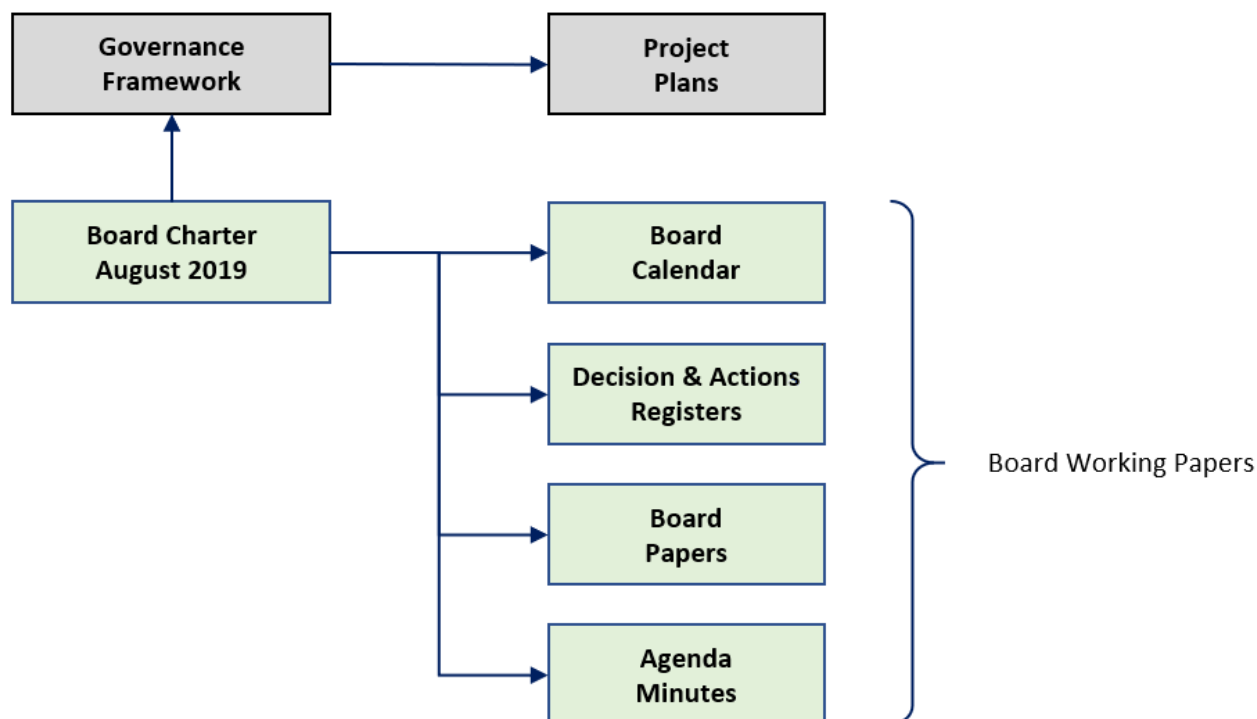 Governance
Framework
Project
Plans
Board Charter
August 2019
Board
Calendar
Decision & Actions
Registers
Board
Papers
Agenda
Minutes
Board Working Papers